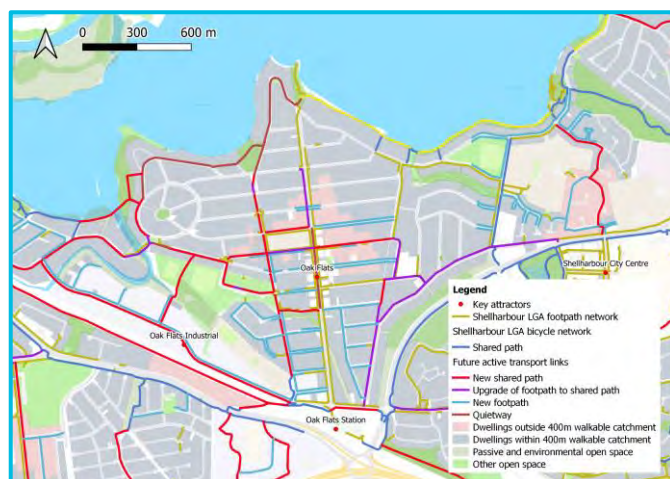 0 300 600 m
Oak Flats
Shellharbour City Centre
Oak Flats Industrial
Oak Flats Station
Legend
Key attractors
Shellharbour LGA footpath network
Shellharbour LGA bicycle network
Shared path
Future active transport links
New shared path
Upgrade of footpath to shared path
New footpath
Quietway
Dwellings outside 400m walkable catchment
Dwellings within 400m walkable catchment
Passive and environmental open space
Other open space